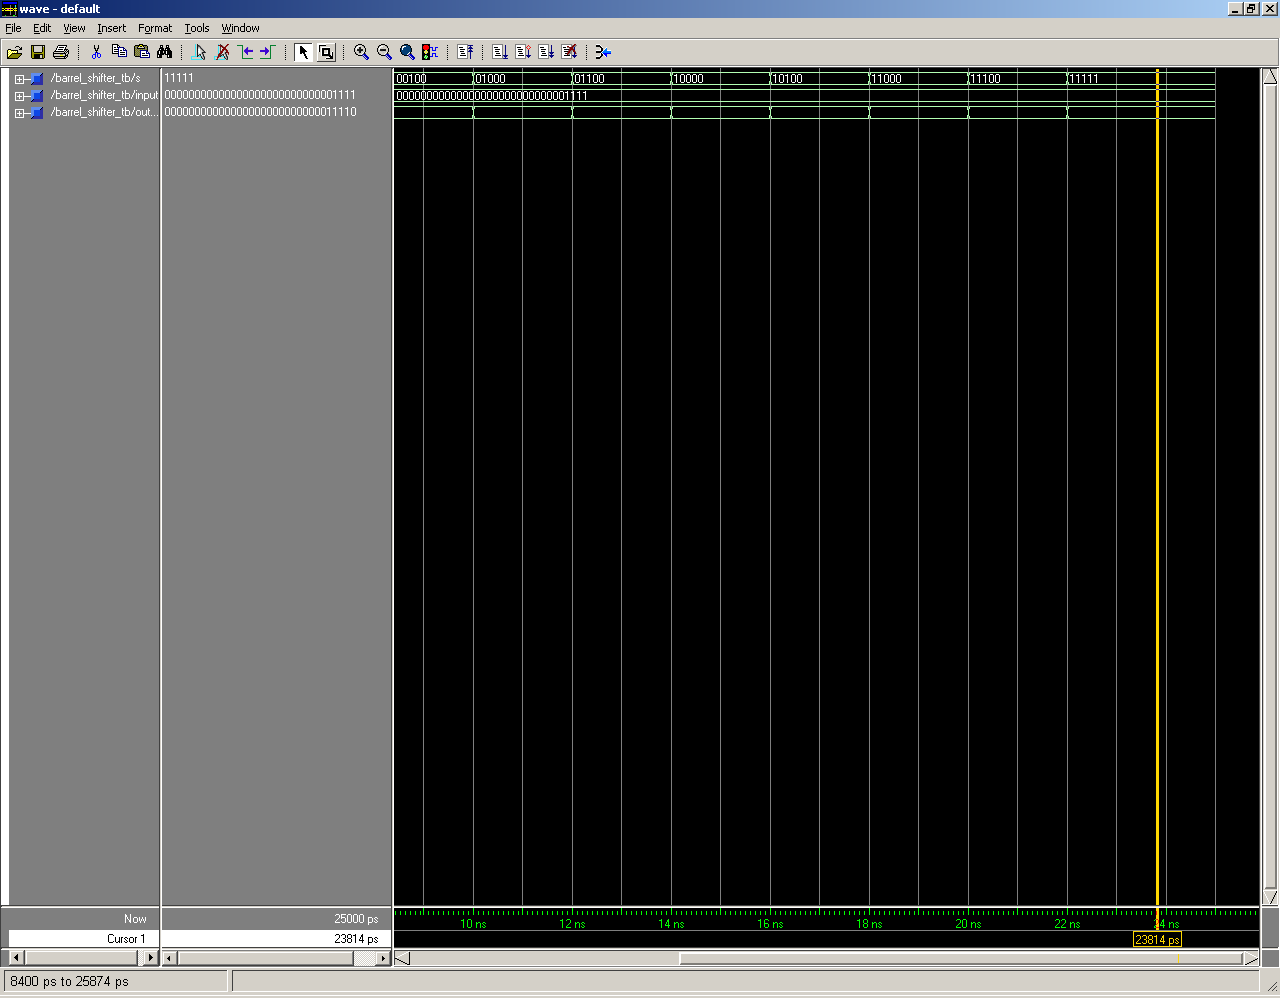 wave - default
File Edit View Insert Format Tools Window
/barrel_shifter_tb/s 11111 00100 01000 01100 10000 10100 11000 11100 11111
/barrel_shifter_tb/input 00000000000000000000000000001111 00000000000000000000000000001111
/barrel_shifter_tb/out... 00000000000000000000000000011110
Now 25000 ps 10 ns 12 ns 14 ns 16 ns 18 ns 20 ns 22 ns 24 ns
Cursor 1 23814 ps 23814 ps
8400 ps to 25874 ps